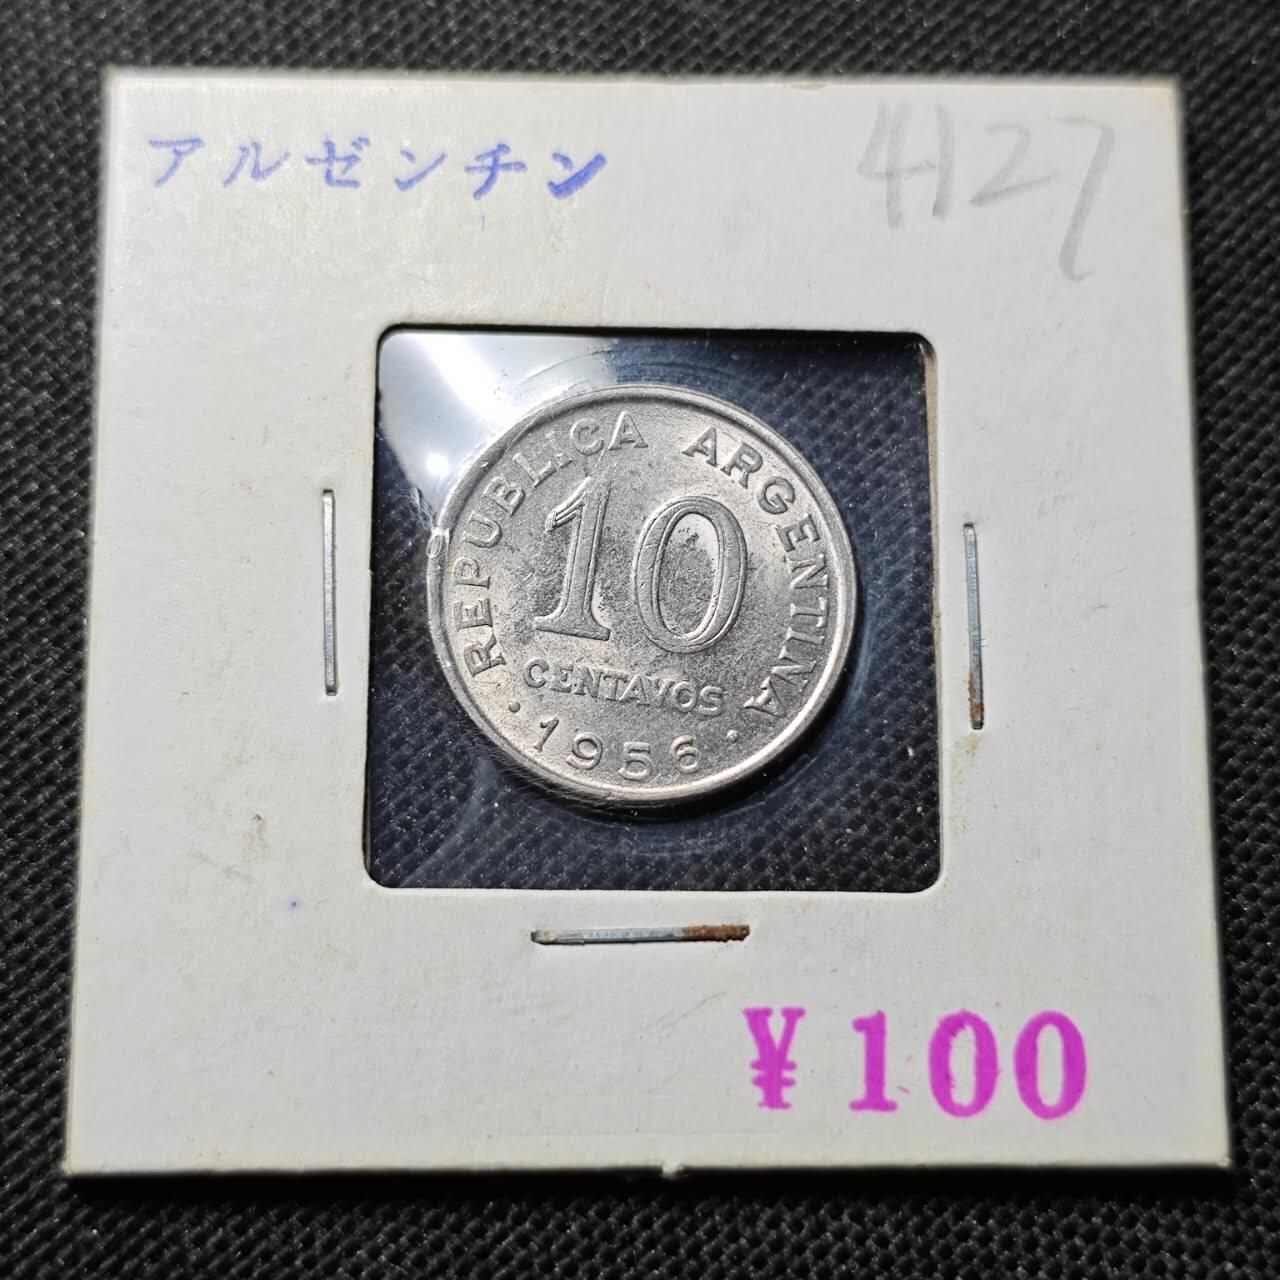 アルゼンチン
4127
REPUBLICA ARGENTINA
10
CENTAVOS
· 1956 ·
¥100